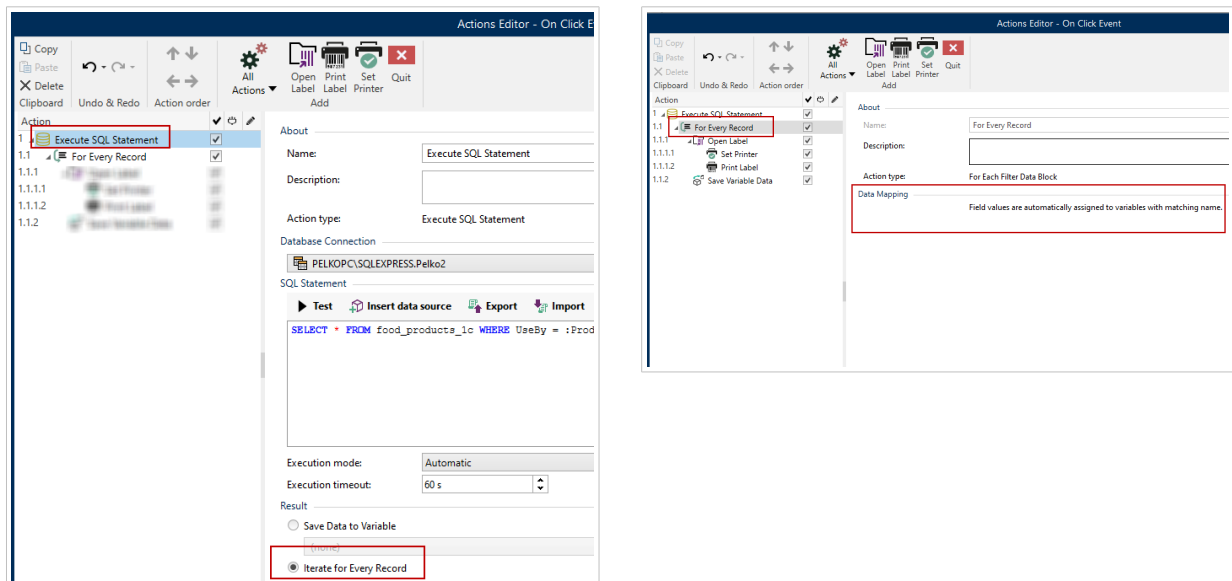 Actions Editor - On Click E
Copy
Paste
Delete
Clipboard
Undo & Redo
Action order
All
Actions
Open
Label
Print
Label
Set
Printer
Quit
Add
Action
1 Execute SQL Statement
1.1 For Every Record
1.1.1
1.1.1.1
1.1.1.2
1.1.2
About
Name: Execute SQL Statement
Description:
Action type: Execute SQL Statement
Database Connection
PELKOPC\SQLEXPRESS.Pelko2
SQL Statement
Test Insert data source Export Import
SELECT * FROM food_products_1c WHERE UseBy = :Prod
Execution mode: Automatic
Execution timeout: 60 s
Result
Save Data to Variable
(none)
Iterate for Every Record
Actions Editor - On Click Event
Copy
Paste
Delete
Clipboard
Undo & Redo
Action order
All
Actions
Open
Label
Print
Label
Set
Printer
Quit
Add
Action
1 Execute SQL Statement
1.1 For Every Record
1.1.1 Open Label
1.1.1.1 Set Printer
1.1.1.2 Print Label
1.1.2 Save Variable Data
About
Name: For Every Record
Description:
Action type: For Each Filter Data Block
Data Mapping
Field values are automatically assigned to variables with matching name.